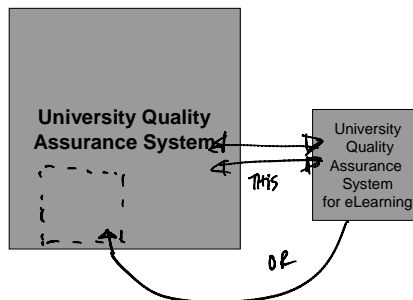 University Quality
Assurance System
University
Quality
Assurance
System
for eLearning
THIS
OR